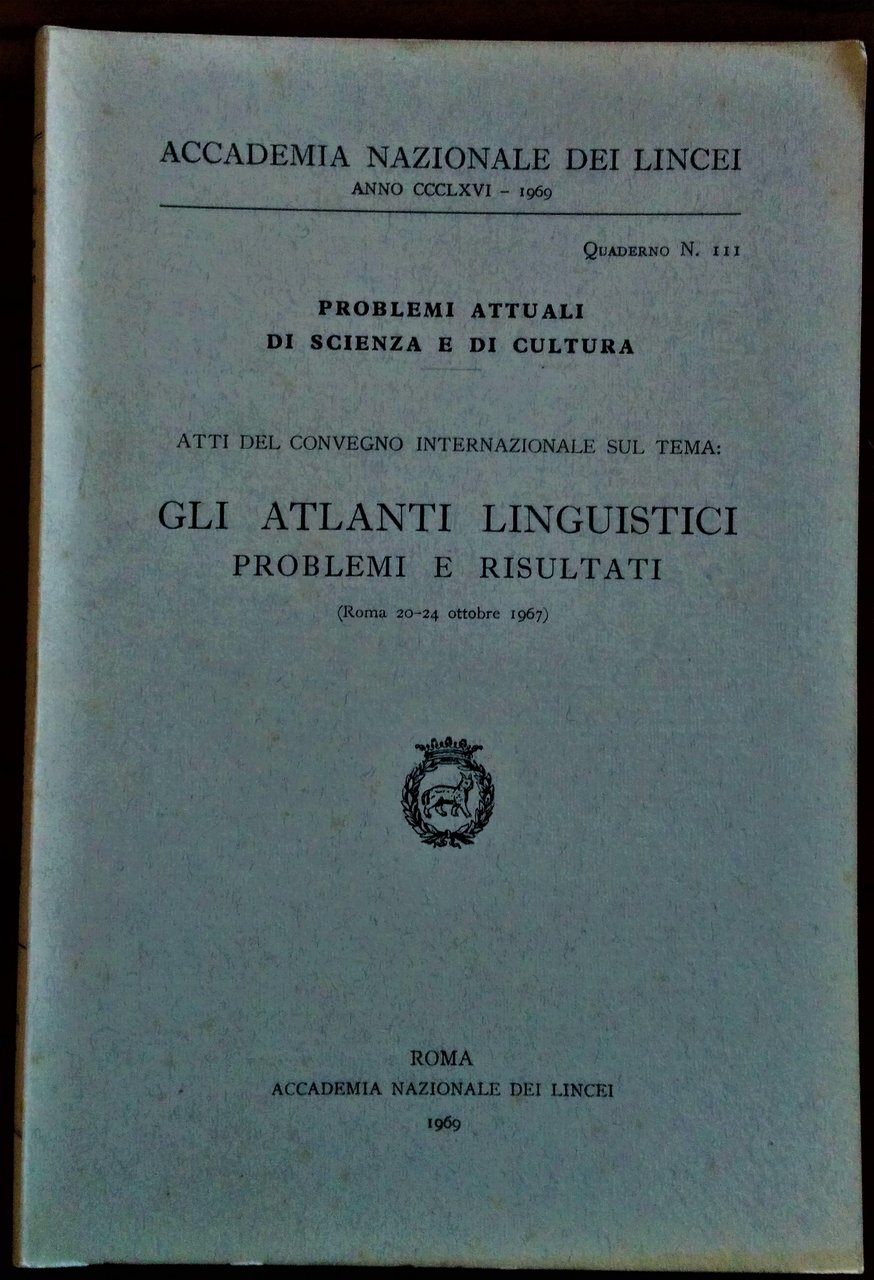 ACCADEMIA NAZIONALE DEI LINCEI
ANNO CCCLXVI – 1969
QUADERNO N. 111
PROBLEMI ATTUALI
DI SCIENZA E DI CULTURA
ATTI DEL CONVEGNO INTERNAZIONALE SUL TEMA:
GLI ATLANTI LINGUISTICI
PROBLEMI E RISULTATI
(Roma 20–24 ottobre 1967)
ROMA
ACCADEMIA NAZIONALE DEI LINCEI
1969